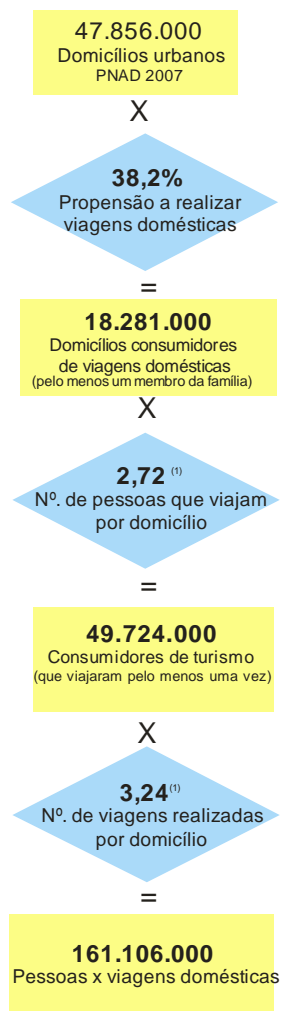 47.856.000
Domicílios urbanos
PNAD 2007
X
38,2%
Propensão a realizar
viagens domésticas
=
18.281.000
Domicílios consumidores
de viagens domésticas
(pelo menos um membro da família)
X
2,72 (1)
Nº. de pessoas que viajam
por domicílio
=
49.724.000
Consumidores de turismo
(que viajaram pelo menos uma vez)
X
3,24 (1)
Nº. de viagens realizadas
por domicílio
=
161.106.000
Pessoas x viagens domésticas